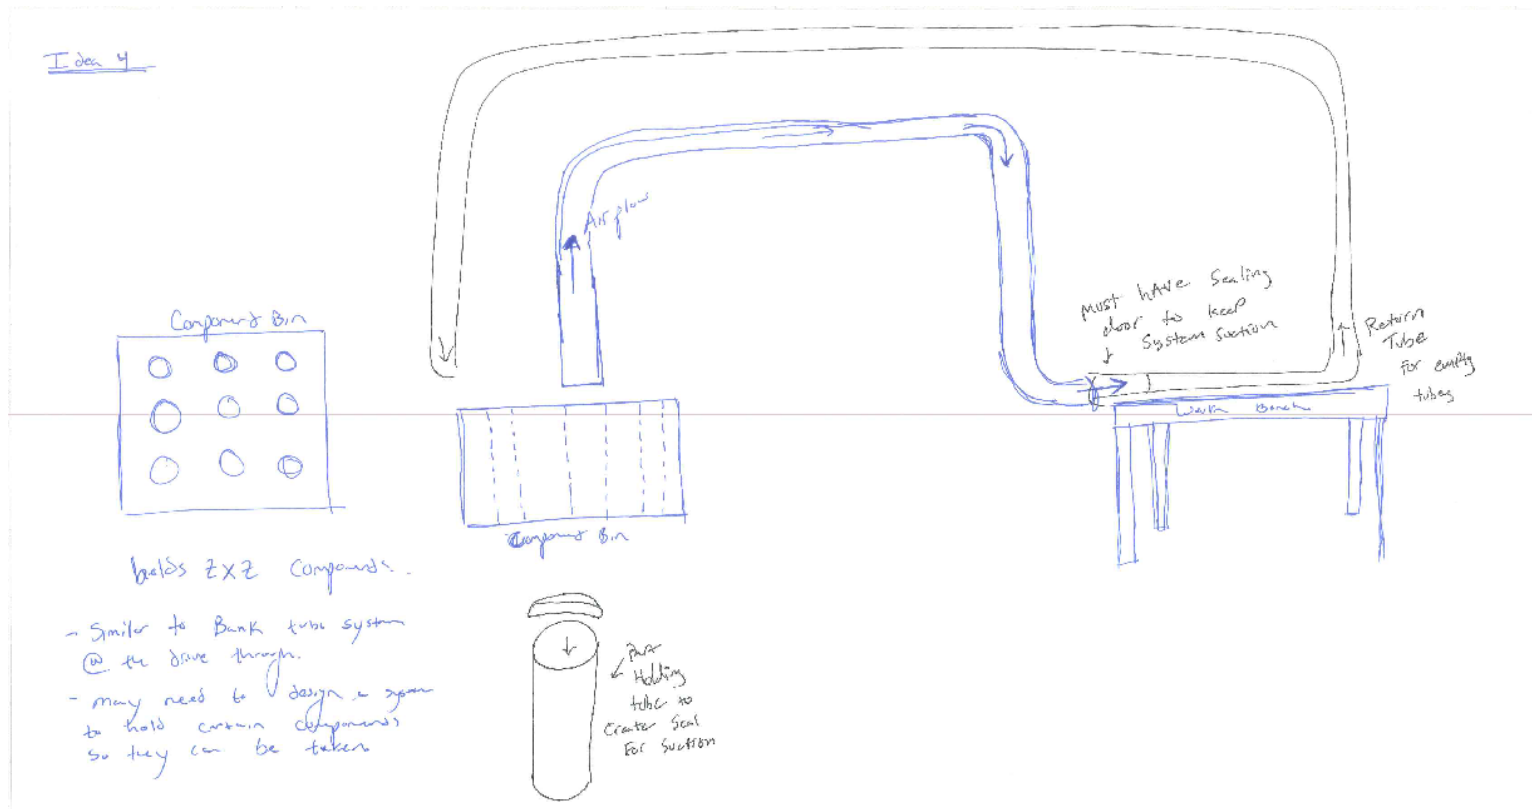 Idea 4
Air flow
Must have Sealing
door to keep
System Suction
Return
Tube
For empty
tubes
Work Bench
Component Bin
Component Bin
holds ZXZ Components.
- Similar to Bank tube system
@ the drive through.
- may need to design a system
to hold certain components
so they can be taken
Part
Holding
tube to
Create Seal
For Suction